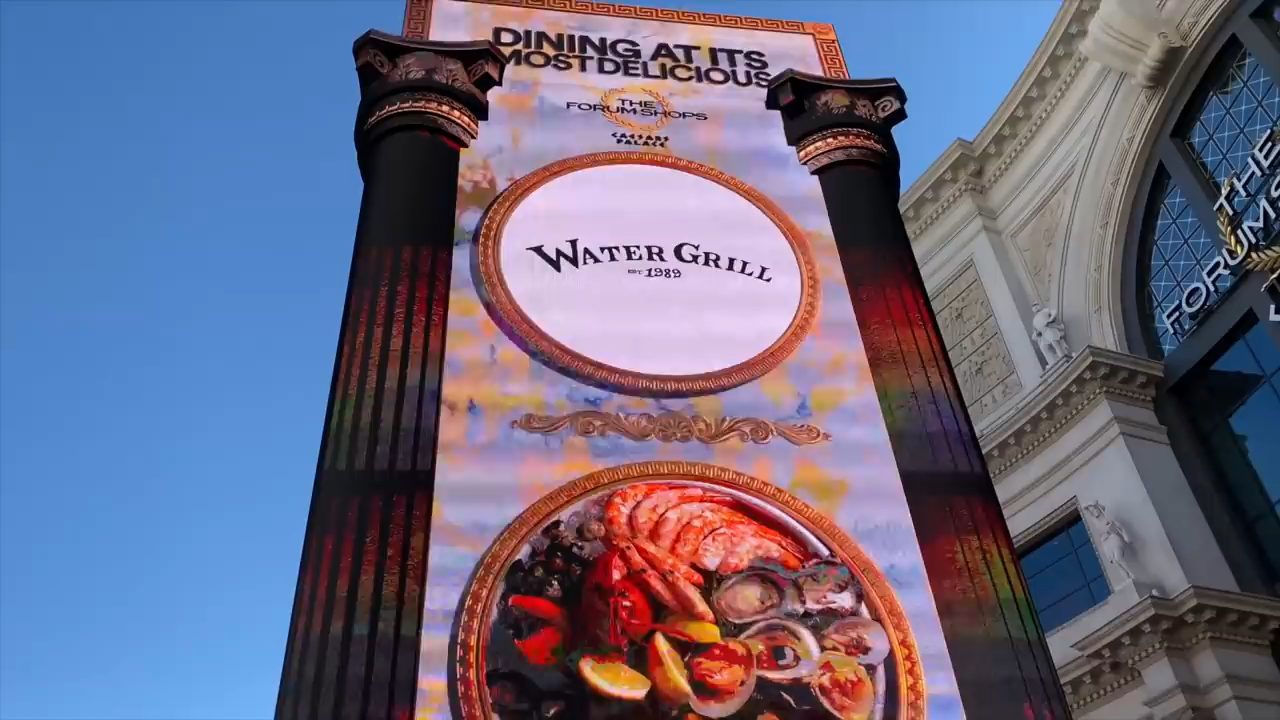 DINING AT ITS
MOST DELICIOUS
THE
FORUM SHOPS
CAESARS
PALACE
WATER GRILL
EST 1989
THE
FORUM S